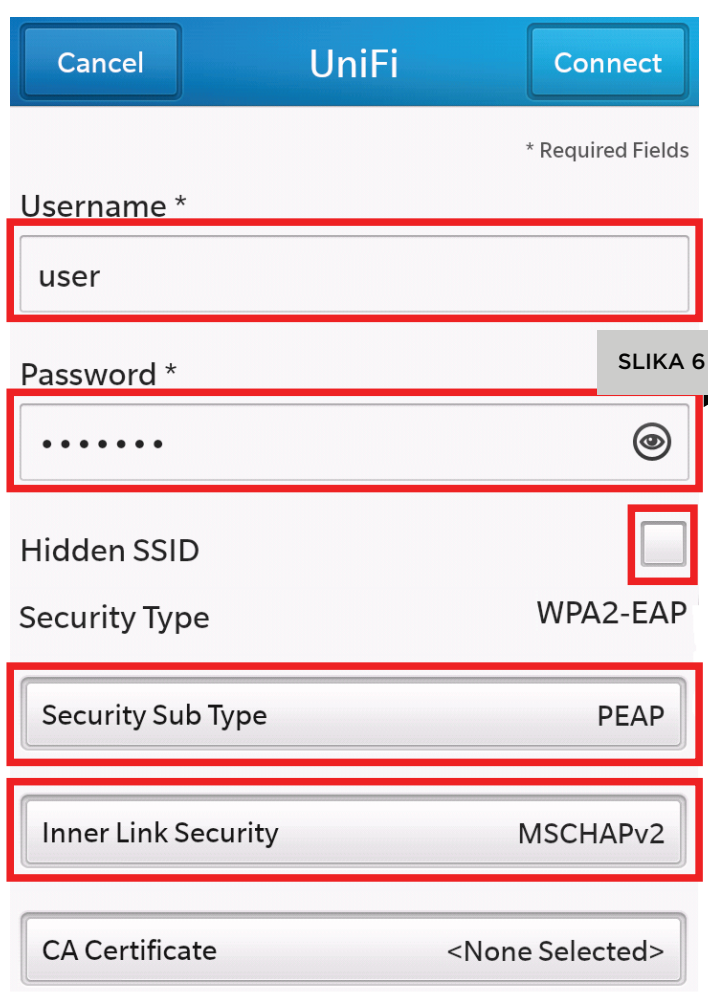 Cancel UniFi Connect
* Required Fields
Username *
user
SLIKA 6
Password *
•••••••
Hidden SSID
Security Type WPA2-EAP
Security Sub Type PEAP
Inner Link Security MSCHAPv2
CA Certificate <None Selected>